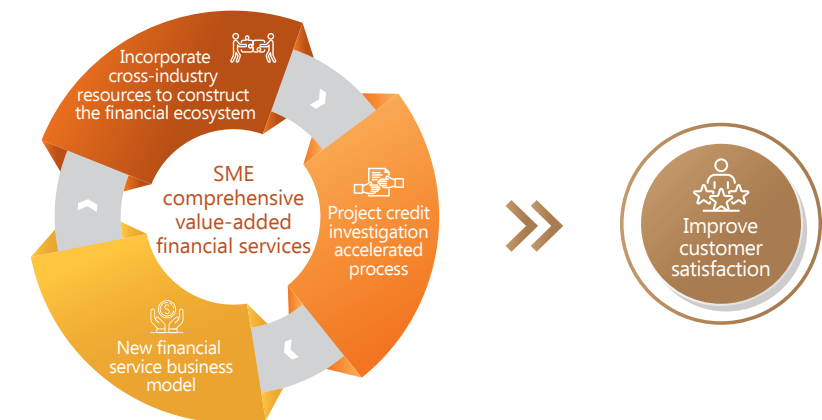 Incorporate
cross-industry
resources to construct
the financial ecosystem
SME
comprehensive
value-added
financial services
Project credit
investigation
accelerated
process
New financial
service business
model
Improve
customer
satisfaction